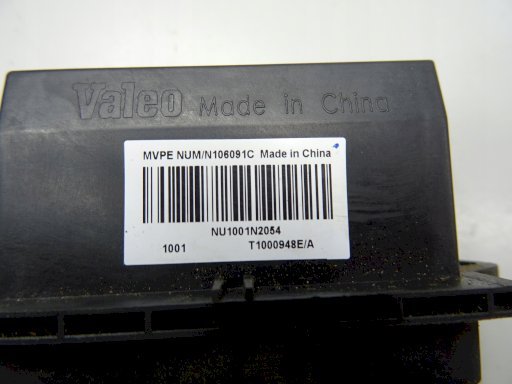 Valeo Made in China
MVPE NUM/N106091C Made in China
NU1001N2054
1001 T1000948E/A